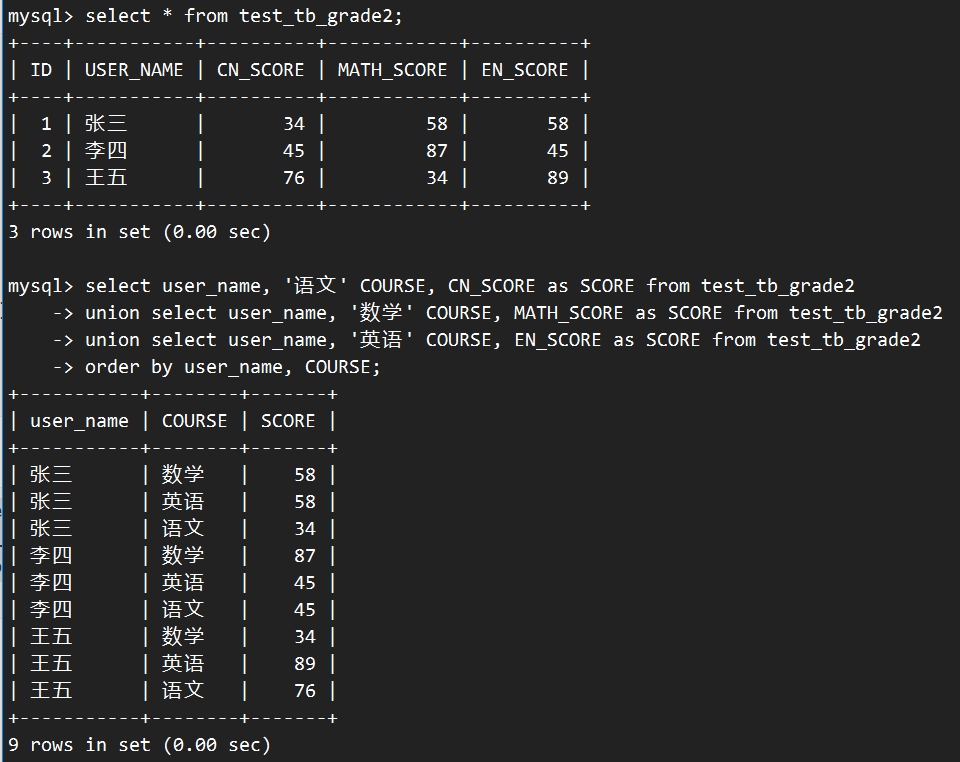 mysql> select * from test_tb_grade2;
+----+-----------+----------+------------+----------+
| ID | USER_NAME | CN_SCORE | MATH_SCORE | EN_SCORE |
+----+-----------+----------+------------+----------+
|  1 | 张三      |       34 |         58 |       58 |
|  2 | 李四      |       45 |         87 |       45 |
|  3 | 王五      |       76 |         34 |       89 |
+----+-----------+----------+------------+----------+
3 rows in set (0.00 sec)

mysql> select user_name, '语文' COURSE, CN_SCORE as SCORE from test_tb_grade2
    -> union select user_name, '数学' COURSE, MATH_SCORE as SCORE from test_tb_grade2
    -> union select user_name, '英语' COURSE, EN_SCORE as SCORE from test_tb_grade2
    -> order by user_name, COURSE;
+-----------+--------+-------+
| user_name | COURSE | SCORE |
+-----------+--------+-------+
| 张三      | 数学   |    58 |
| 张三      | 英语   |    58 |
| 张三      | 语文   |    34 |
| 李四      | 数学   |    87 |
| 李四      | 英语   |    45 |
| 李四      | 语文   |    45 |
| 王五      | 数学   |    34 |
| 王五      | 英语   |    89 |
| 王五      | 语文   |    76 |
+-----------+--------+-------+
9 rows in set (0.00 sec)